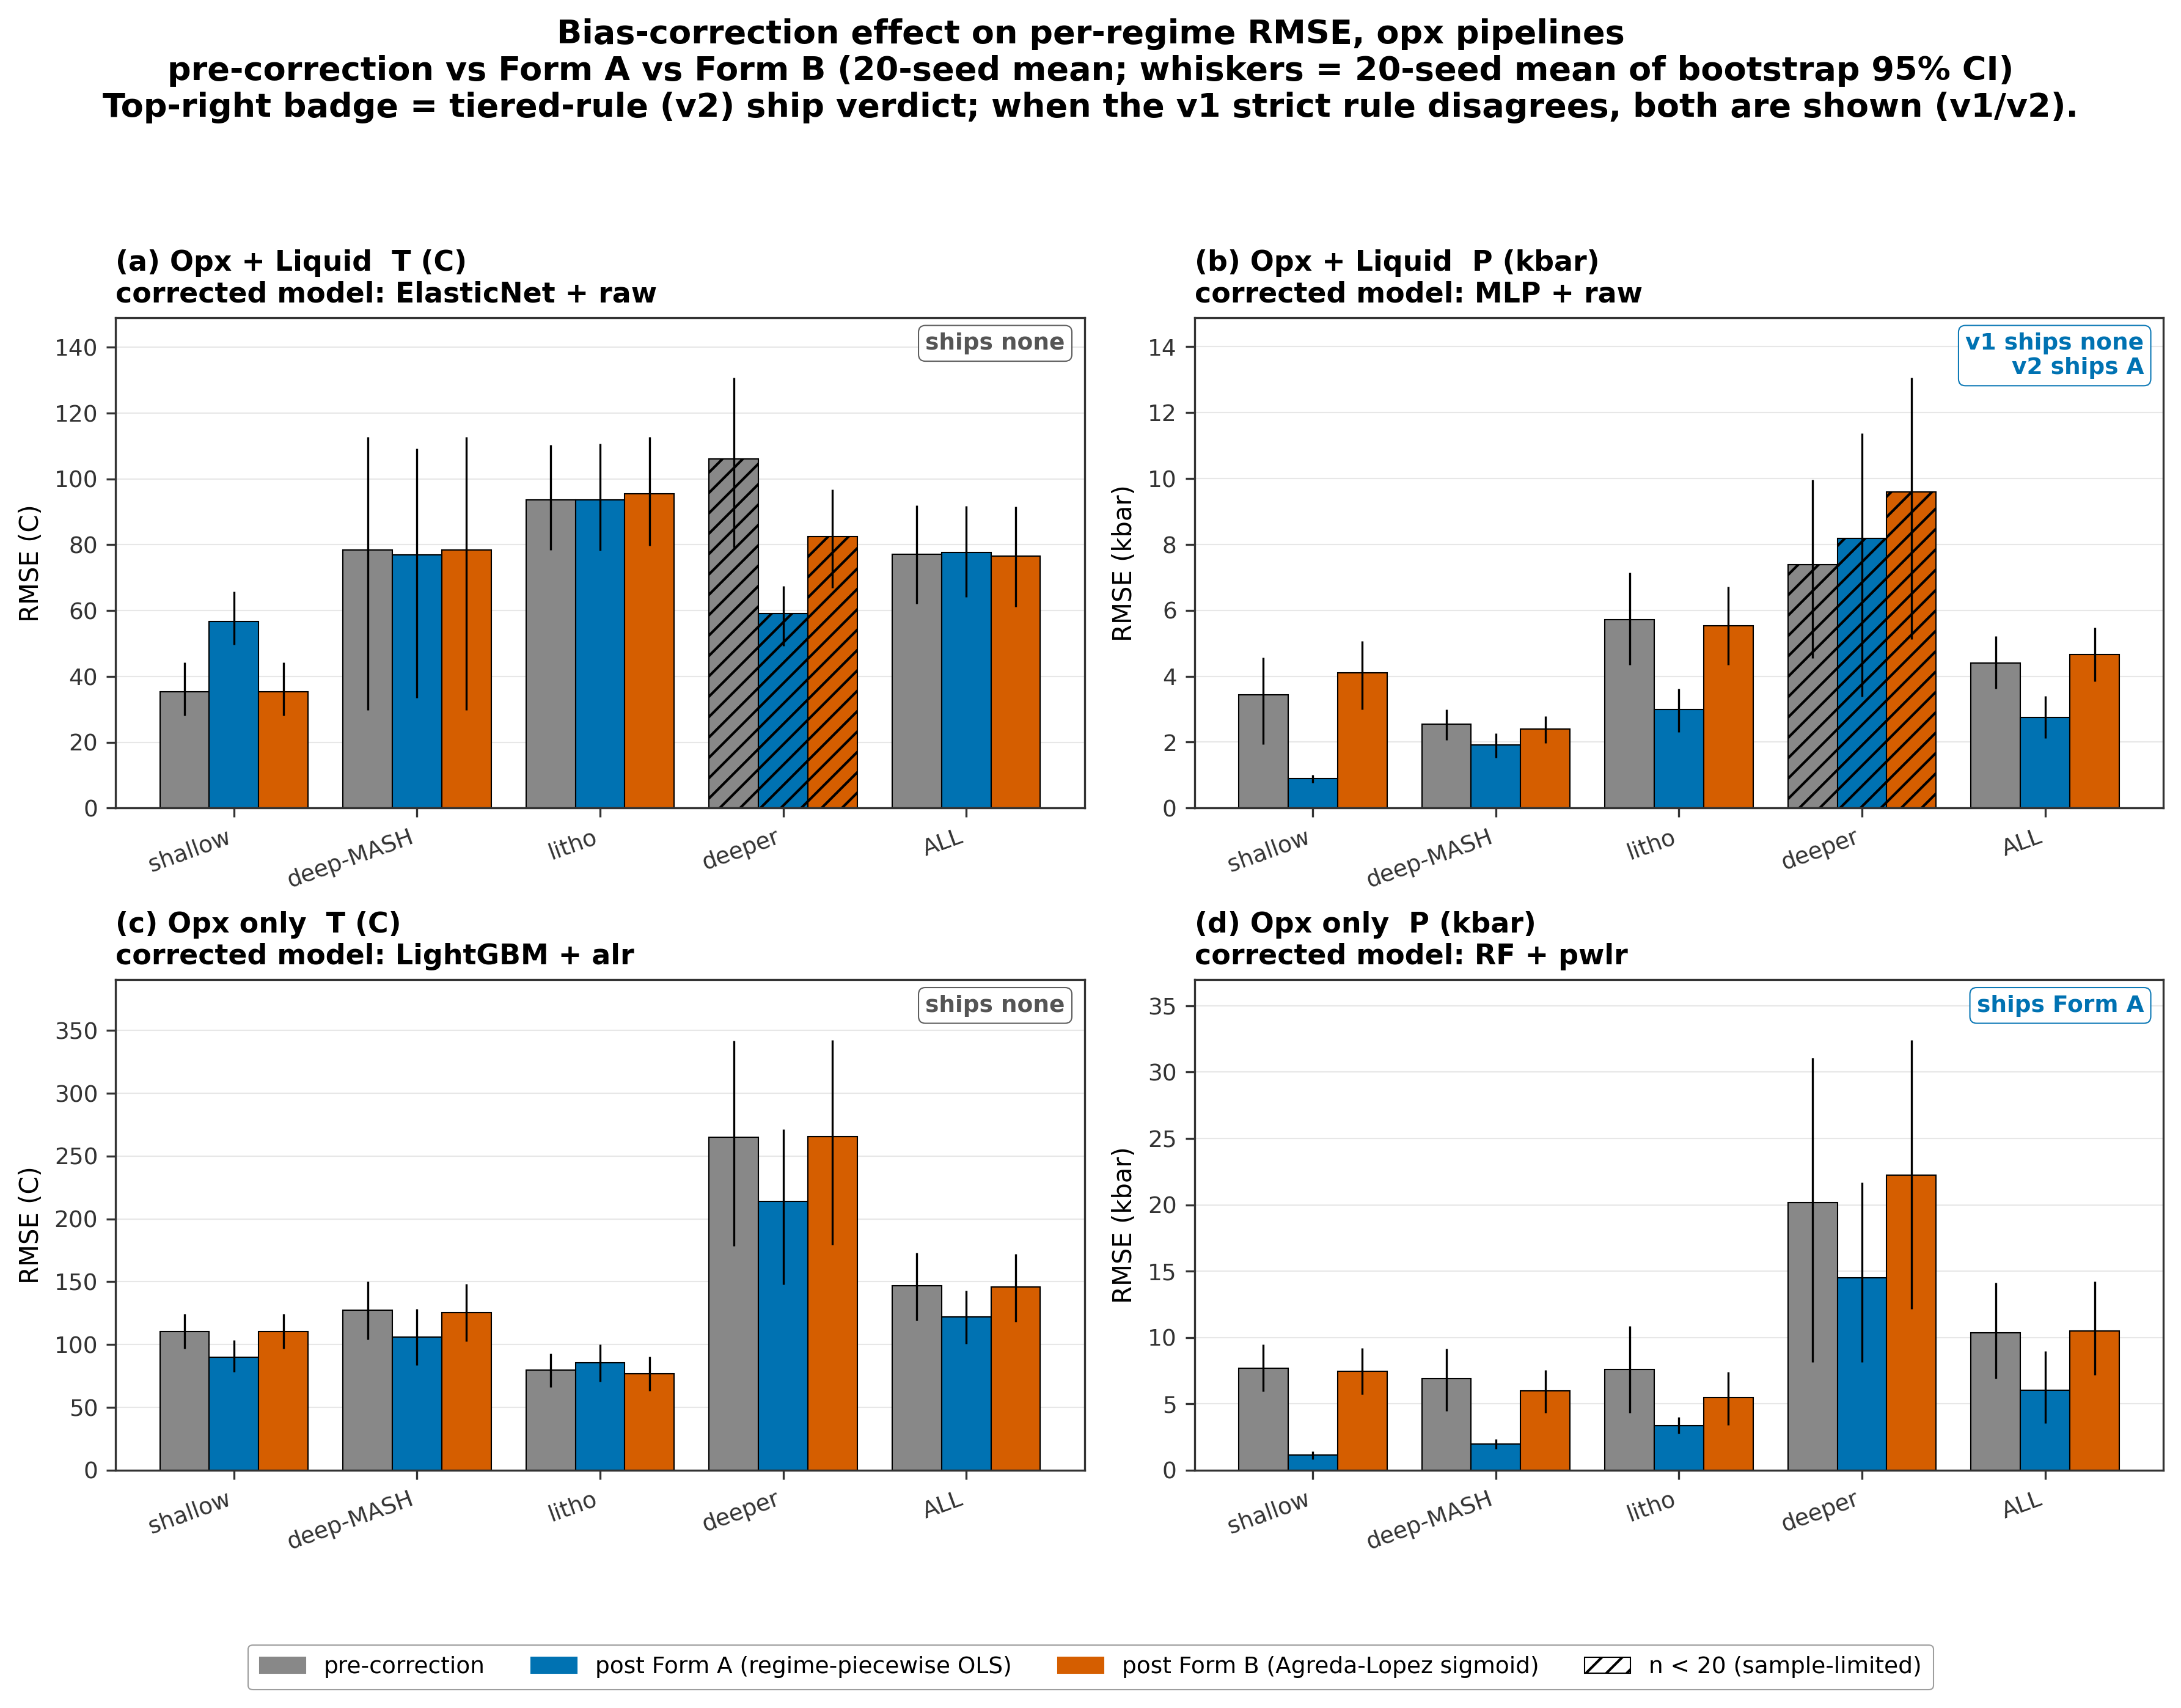 Bias-correction effect on per-regime RMSE, opx pipelines
pre-correction vs Form A vs Form B (20-seed mean; whiskers = 20-seed mean of bootstrap 95% CI)
Top-right badge = tiered-rule (v2) ship verdict; when the v1 strict rule disagrees, both are shown (v1/v2).
(a) Opx + Liquid T (C)
corrected model: ElasticNet + raw
ships none
RMSE (C)
140
120
100
80
60
40
20
0
shallow
deep-MASH
litho
deeper
ALL
(b) Opx + Liquid P (kbar)
corrected model: MLP + raw
v1 ships none
v2 ships A
RMSE (kbar)
14
12
10
8
6
4
2
0
shallow
deep-MASH
litho
deeper
ALL
(c) Opx only T (C)
corrected model: LightGBM + alr
ships none
RMSE (C)
350
300
250
200
150
100
50
0
shallow
deep-MASH
litho
deeper
ALL
(d) Opx only P (kbar)
corrected model: RF + pwlr
ships Form A
RMSE (kbar)
35
30
25
20
15
10
5
0
shallow
deep-MASH
litho
deeper
ALL
pre-correction
post Form A (regime-piecewise OLS)
post Form B (Agreda-Lopez sigmoid)
n < 20 (sample-limited)